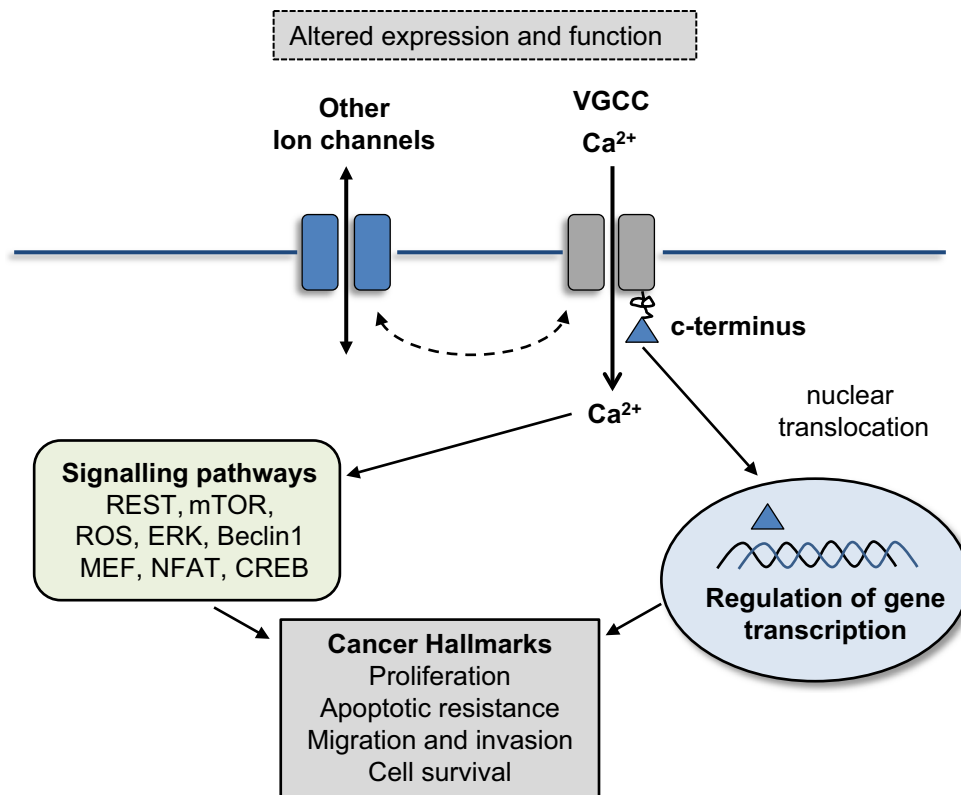 Altered expression and function
Other
Ion channels
VGCC
Ca²⁺
c-terminus
Ca²⁺
nuclear
translocation
Signalling pathways
REST, mTOR,
ROS, ERK, Beclin1
MEF, NFAT, CREB
Regulation of gene
transcription
Cancer Hallmarks
Proliferation
Apoptotic resistance
Migration and invasion
Cell survival